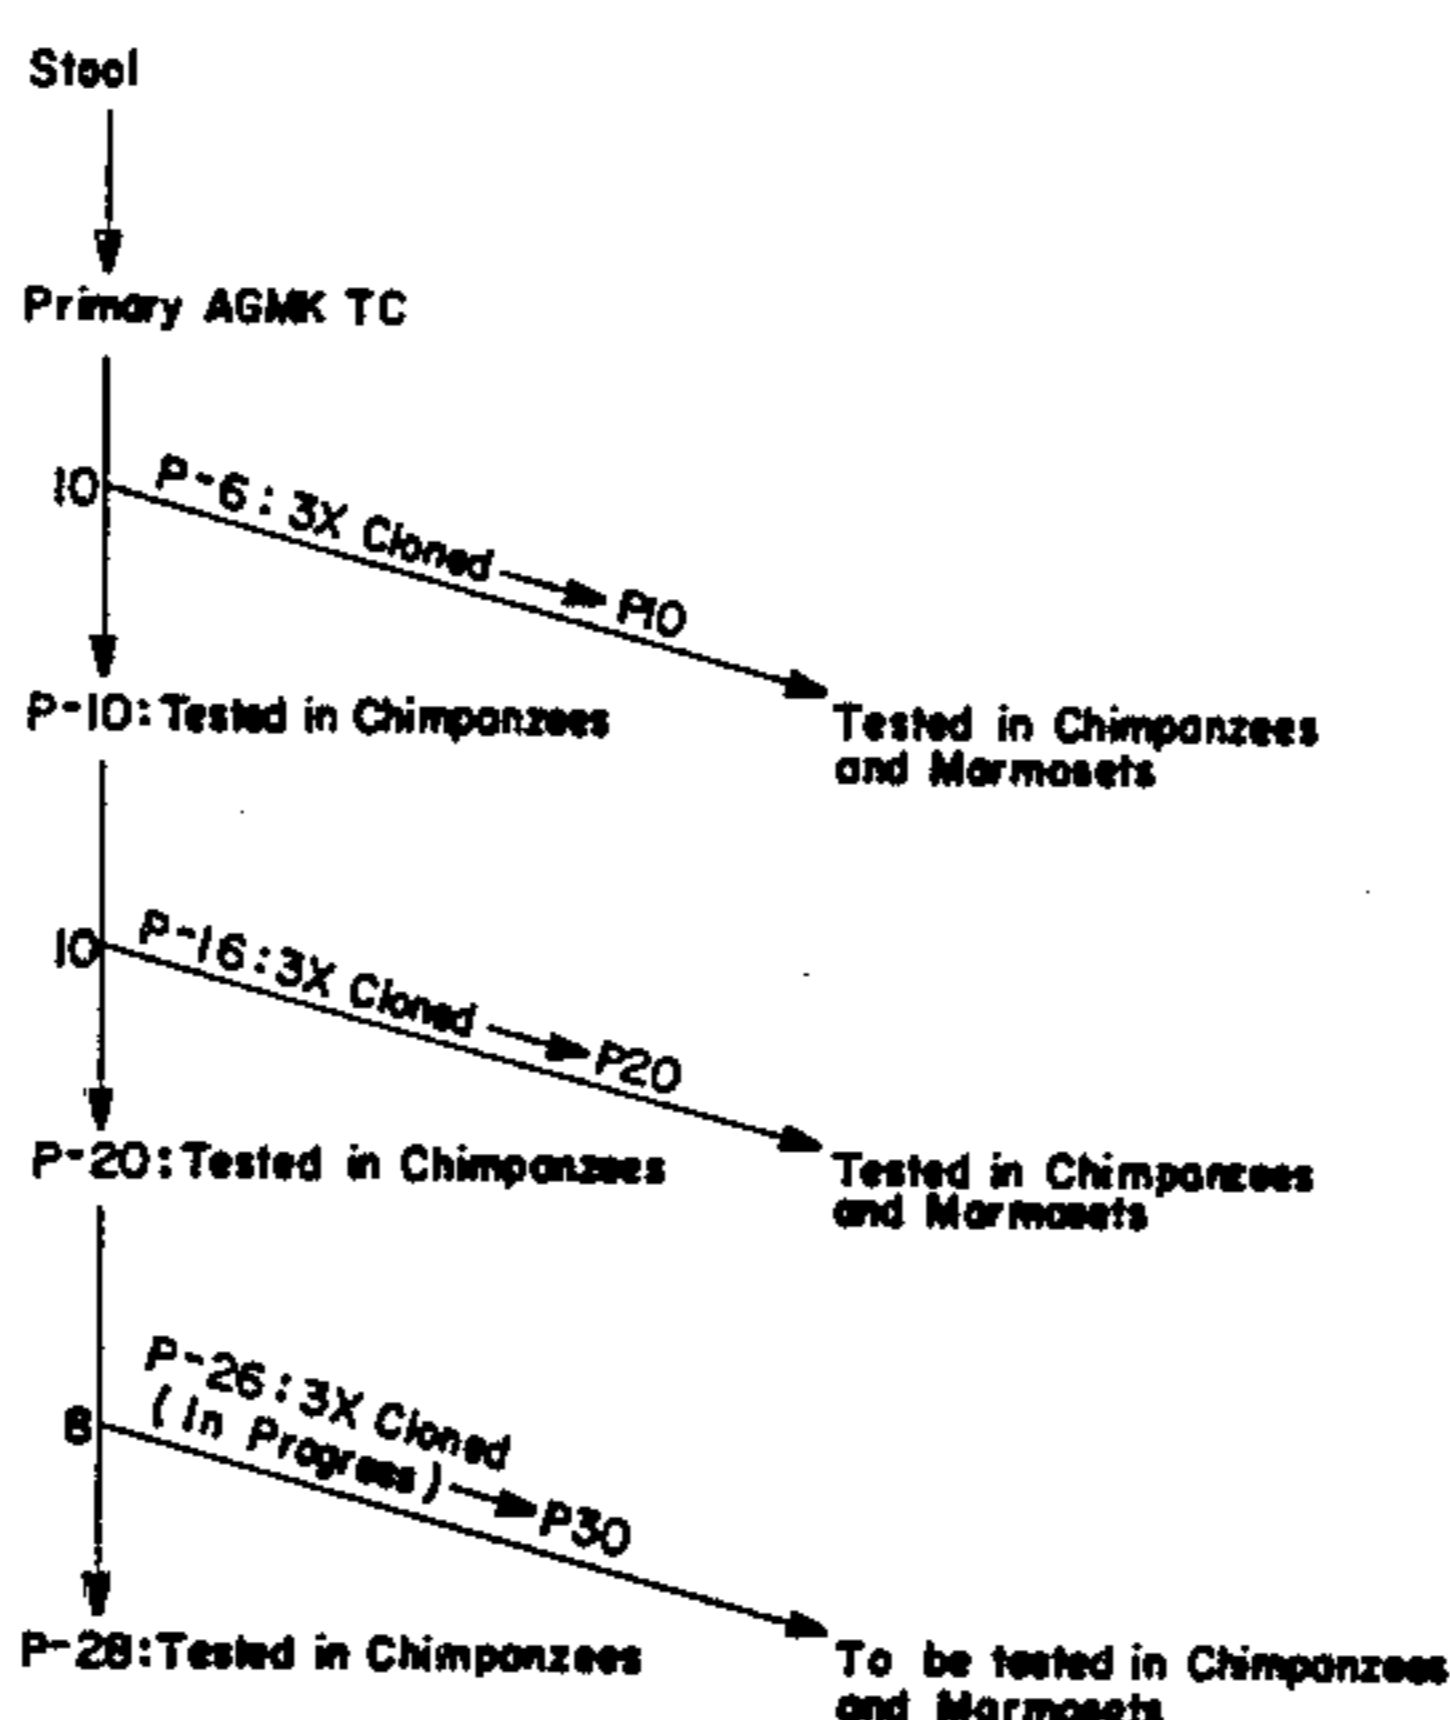 Stool
Primary AGMK TC
10
P-6: 3X Cloned
P10
P-10: Tested in Chimpanzees
Tested in Chimpanzees
and Marmosets
10
P-16: 3X Cloned
P20
P-20: Tested in Chimpanzees
Tested in Chimpanzees
and Marmosets
8
P-26: 3X Cloned
(In Progress)
P30
P-28: Tested in Chimpanzees
To be tested in Chimpanzees
and Marmosets